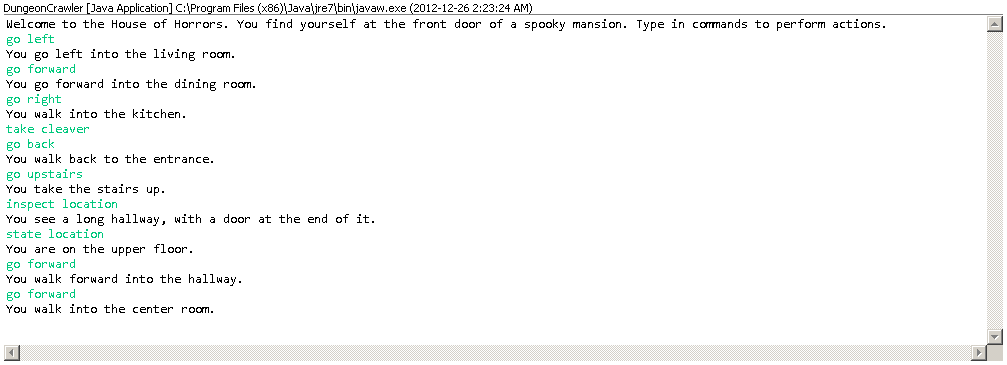 DungeonCrawler [Java Application] C:\Program Files (x86)\Java\jre7\bin\javaw.exe (2012-12-26 2:23:24 AM)
Welcome to the House of Horrors. You find yourself at the front door of a spooky mansion. Type in commands to perform actions.
go left
You go left into the living room.
go forward
You go forward into the dining room.
go right
You walk into the kitchen.
take cleaver
go back
You walk back to the entrance.
go upstairs
You take the stairs up.
inspect location
You see a long hallway, with a door at the end of it.
state location
You are on the upper floor.
go forward
You walk forward into the hallway.
go forward
You walk into the center room.